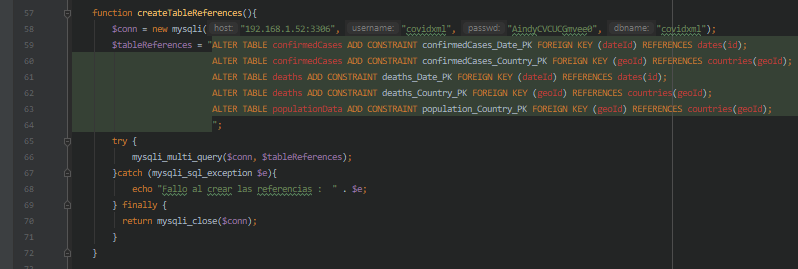 57 function createTableReferences(){
58 $conn = new mysqli( host: "192.168.1.52:3306", username: "covidxml", passwd: "AindyCVCUCGmvee0", dbname: "covidxml");
59 $tableReferences = "ALTER TABLE confirmedCases ADD CONSTRAINT confirmedCases_Date_PK FOREIGN KEY (dateId) REFERENCES dates(id);
60 ALTER TABLE confirmedCases ADD CONSTRAINT confirmedCases_Country_PK FOREIGN KEY (geoId) REFERENCES countries(geoId);
61 ALTER TABLE deaths ADD CONSTRAINT deaths_Date_PK FOREIGN KEY (dateId) REFERENCES dates(id);
62 ALTER TABLE deaths ADD CONSTRAINT deaths_Country_PK FOREIGN KEY (geoId) REFERENCES countries(geoId);
63 ALTER TABLE populationData ADD CONSTRAINT population_Country_PK FOREIGN KEY (geoId) REFERENCES countries(geoId);
64 ";
65 try {
66 mysqli_multi_query($conn, $tableReferences);
67 }catch (mysqli_sql_exception $e){
68 echo "Fallo al crear las referencias :  " . $e;
69 } finally {
70 return mysqli_close($conn);
71 }
72 }